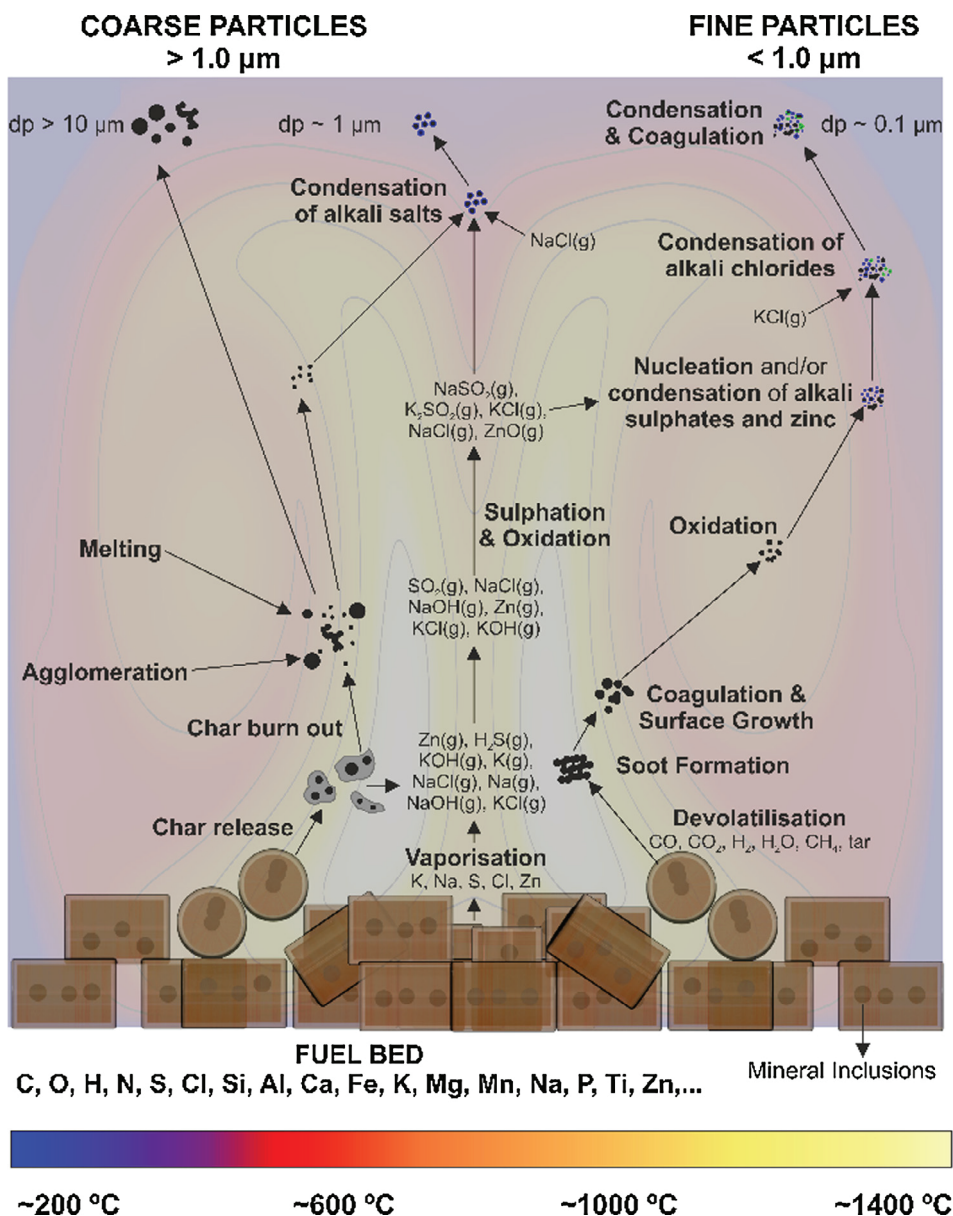 COARSE PARTICLES
> 1.0 µm
FINE PARTICLES
< 1.0 µm
dp > 10 µm
dp ~ 1 µm
Condensation
& Coagulation
dp ~ 0.1 µm
Condensation
of alkali salts
NaCl(g)
Condensation of
alkali chlorides
KCl(g)
NaSO₂(g),
K₂SO₂(g), KCl(g),
NaCl(g), ZnO(g)
Nucleation and/or
condensation of alkali
sulphates and zinc
Sulphation
& Oxidation
Oxidation
Melting
SO₂(g), NaCl(g),
NaOH(g), Zn(g),
KCl(g), KOH(g)
Agglomeration
Coagulation &
Surface Growth
Char burn out
Zn(g), H₂S(g),
KOH(g), K(g),
NaCl(g), Na(g),
NaOH(g), KCl(g)
Soot Formation
Char release
Devolatilisation
CO, CO₂, H₂, H₂O, CH₄, tar
Vaporisation
K, Na, S, Cl, Zn
FUEL BED
C, O, H, N, S, Cl, Si, Al, Ca, Fe, K, Mg, Mn, Na, P, Ti, Zn,...
Mineral Inclusions
~200 ºC
~600 ºC
~1000 ºC
~1400 ºC